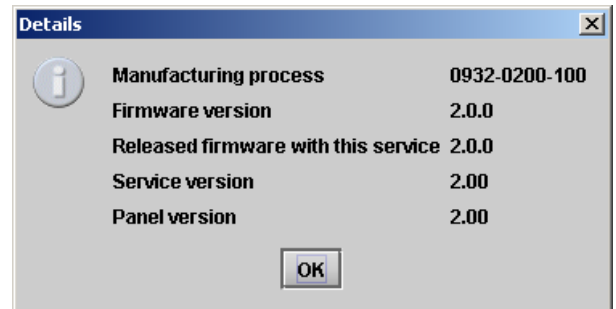 Details
Manufacturing process 0932-0200-100
Firmware version 2.0.0
Released firmware with this service 2.0.0
Service version 2.00
Panel version 2.00
OK